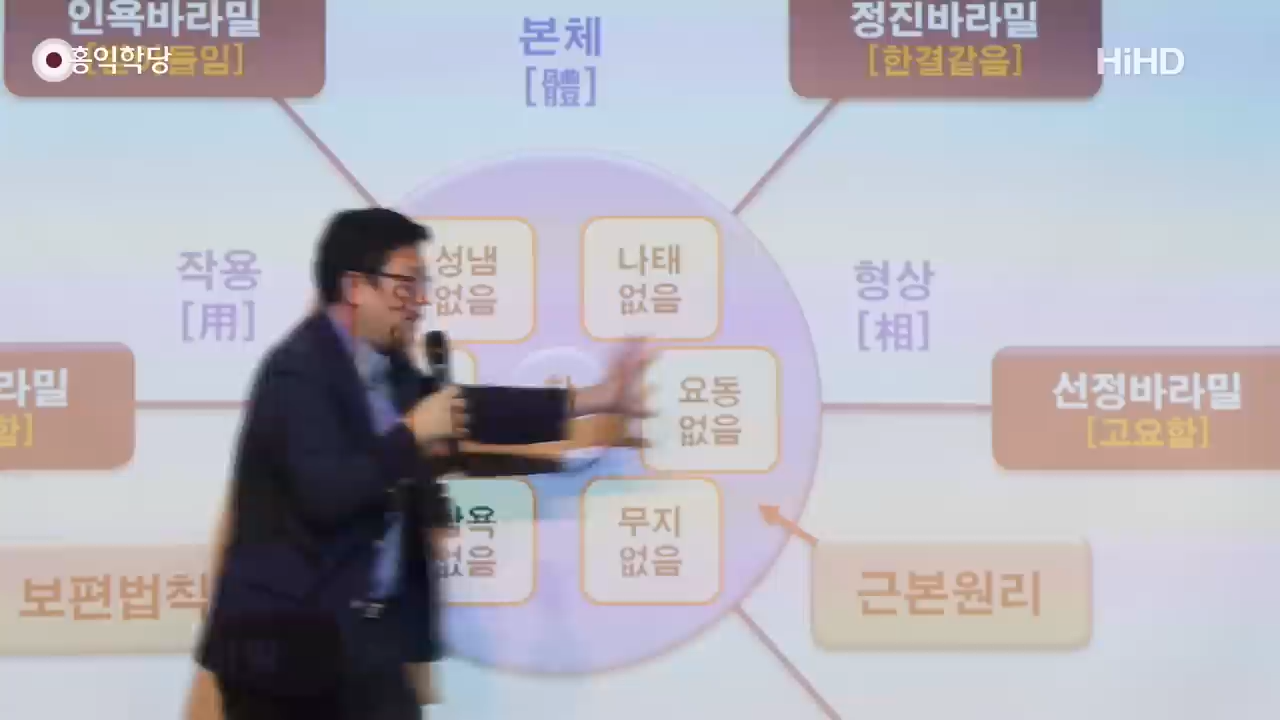 인욕바라밀
홍익학당
들임]
본체
[體]
정진바라밀
[한결같음]
HiHD
작용
[用]
성냄
없음
나태
없음
형상
[相]
라밀
함]
요동
없음
선정바라밀
[고요함]
없음
무지
없음
보편법칙
근본원리